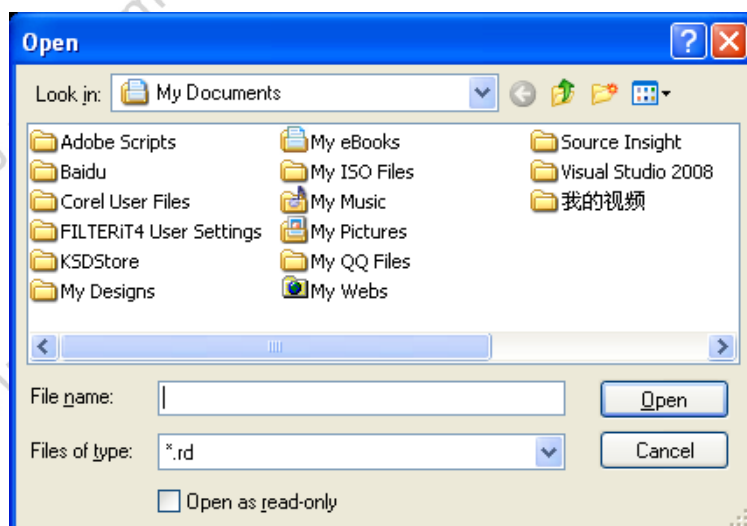 Open
Look in: My Documents
Adobe Scripts
Baidu
Corel User Files
FILTERiT4 User Settings
KSDStore
My Designs
My eBooks
My ISO Files
My Music
My Pictures
My QQ Files
My Webs
Source Insight
Visual Studio 2008
我的视频
File name:
Open
Files of type: *.rd
Cancel
Open as read-only